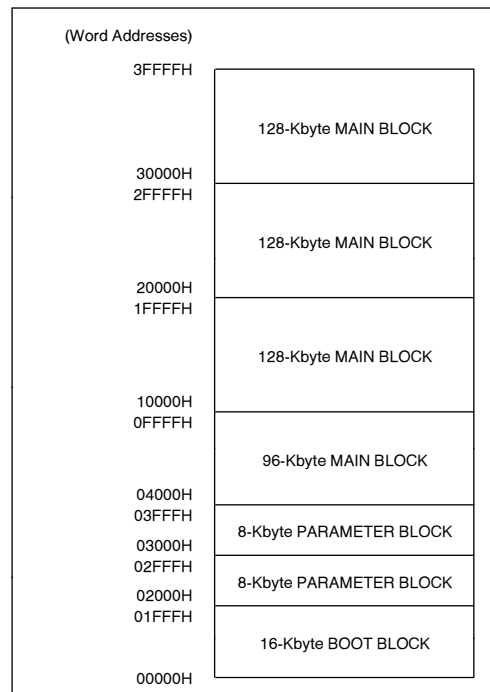 (Word Addresses)
3FFFFH
128-Kbyte MAIN BLOCK
30000H
2FFFFH
128-Kbyte MAIN BLOCK
20000H
1FFFFH
128-Kbyte MAIN BLOCK
10000H
0FFFFH
96-Kbyte MAIN BLOCK
04000H
03FFFH
8-Kbyte PARAMETER BLOCK
03000H
02FFFH
8-Kbyte PARAMETER BLOCK
02000H
01FFFH
16-Kbyte BOOT BLOCK
00000H